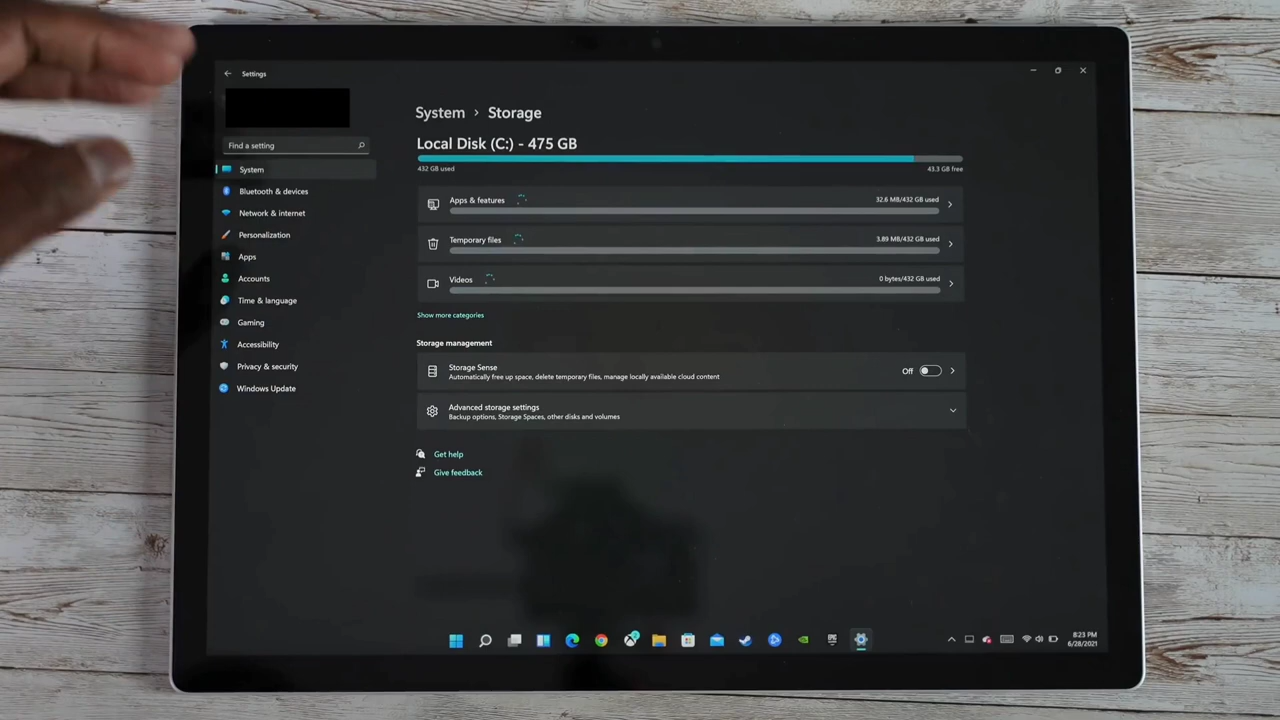 Settings
System > Storage
Local Disk (C:) - 475 GB
432 GB used
43.3 GB free
Find a setting
System
Bluetooth & devices
Network & internet
Personalization
Apps
Accounts
Time & language
Gaming
Accessibility
Privacy & security
Windows Update
Apps & features
32.6 MB/432 GB used
Temporary files
3.89 MB/432 GB used
Videos
0 bytes/432 GB used
Show more categories
Storage management
Storage Sense
Automatically free up space, delete temporary files, manage locally available cloud content
Off
Advanced storage settings
Backup options, Storage Spaces, other disks and volumes
Get help
Give feedback
EPIC
8:23 PM
6/28/2021